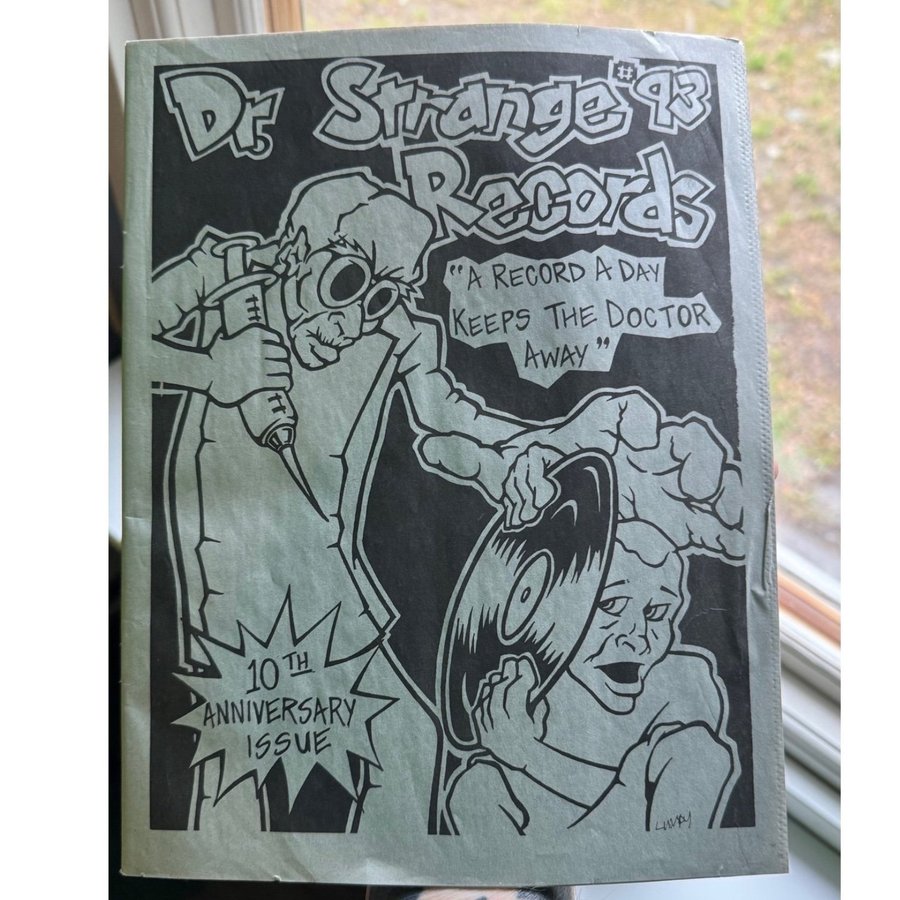 Dr. Strange #93
Records
"A RECORD A DAY
KEEPS THE DOCTOR
AWAY"
10TH
ANNIVERSARY
ISSUE